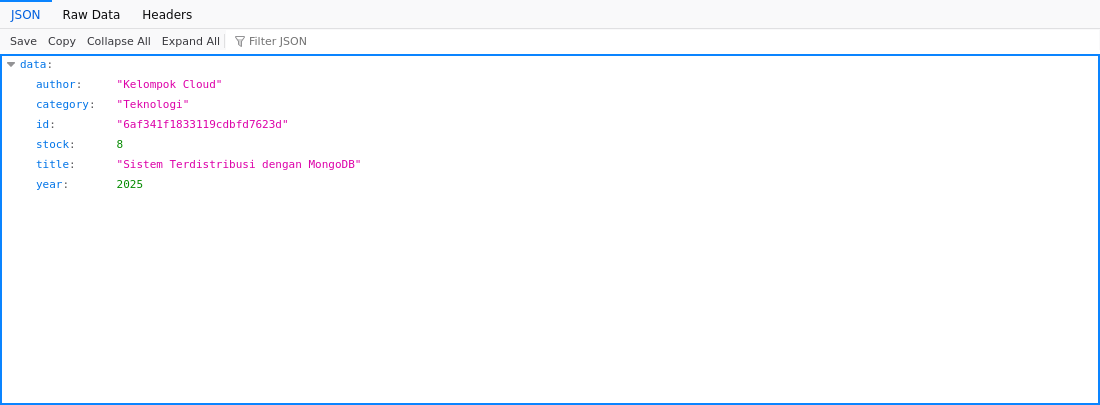 JSON Raw Data Headers
Save Copy Collapse All Expand All Filter JSON
data:
author: "Kelompok Cloud"
category: "Teknologi"
id: "6af341f1833119cdbfd7623d"
stock: 8
title: "Sistem Terdistribusi dengan MongoDB"
year: 2025